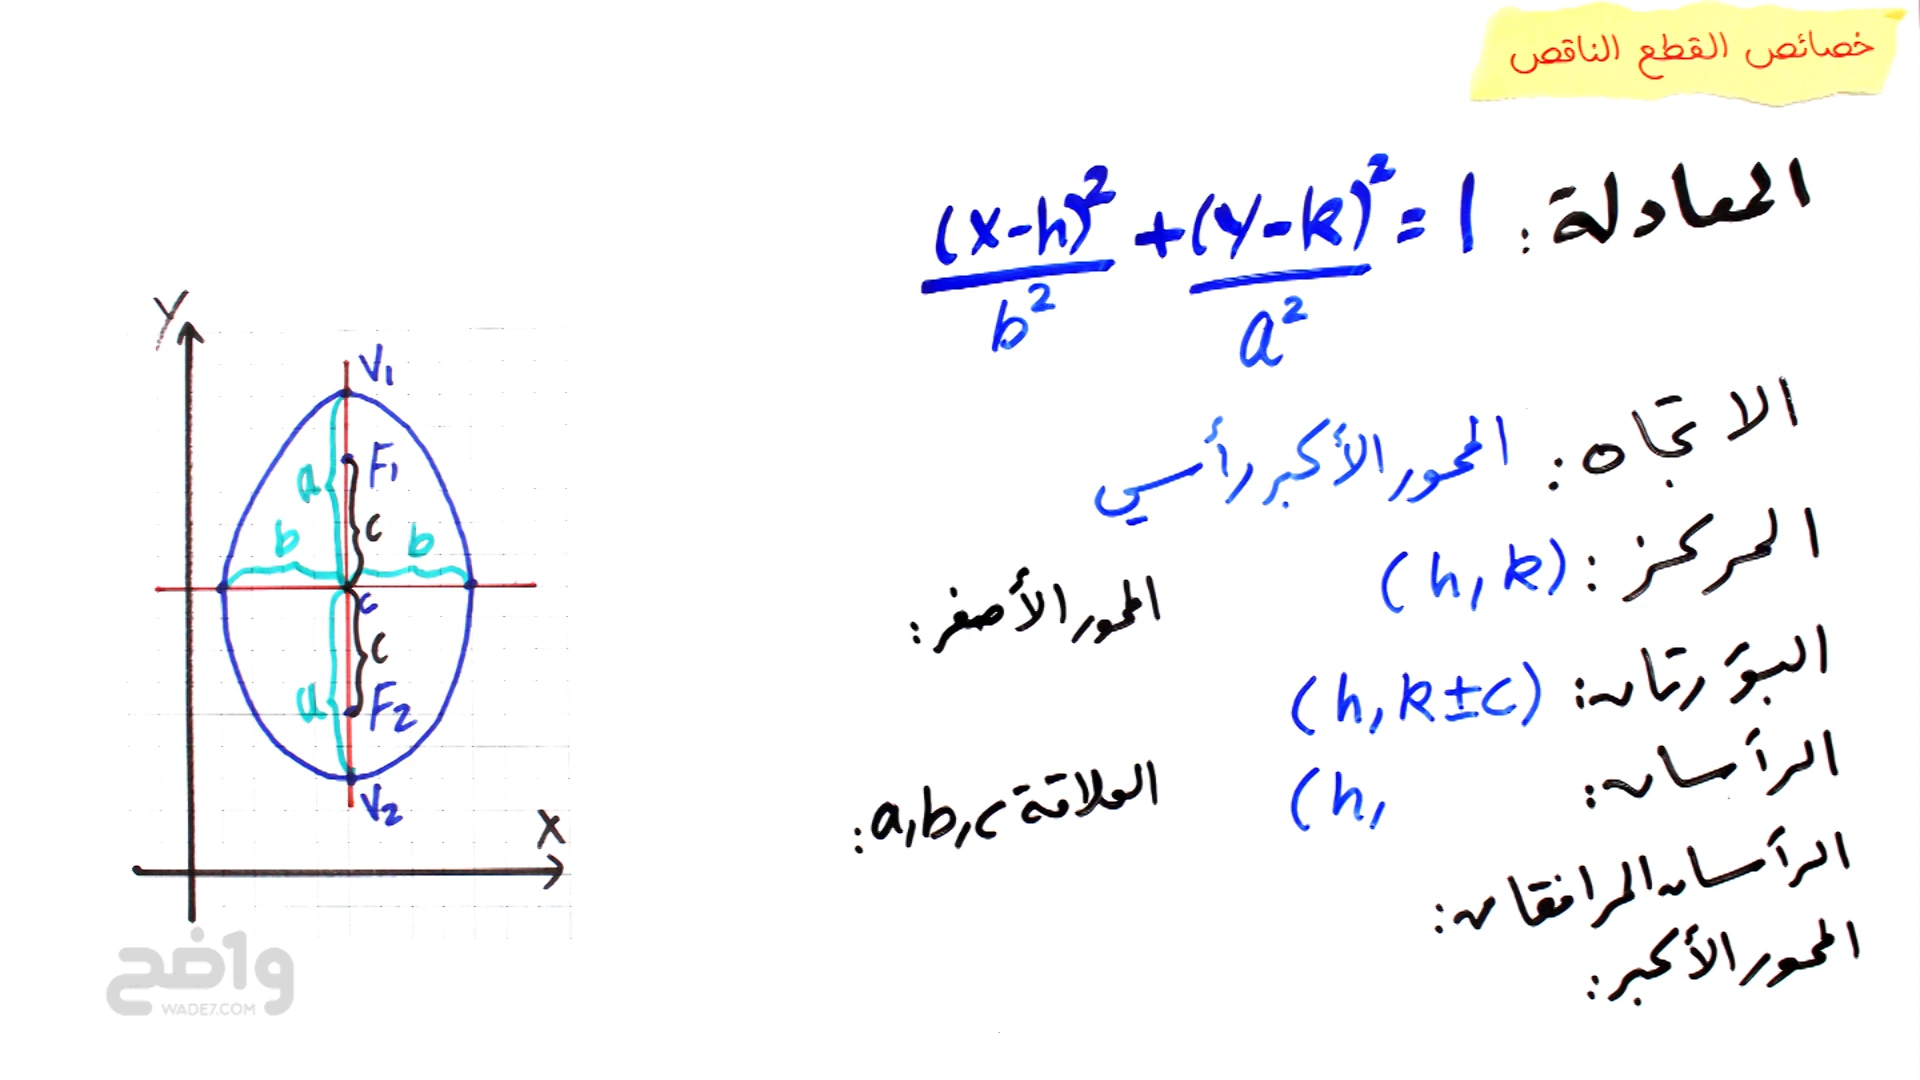 خصائص القطع الناقص
المعادلة: (x-h)²/b² + (y-k)²/a² = 1
الاتجاه: المحور الأكبر رأسي
المركز: (h, k)
البؤرتان: (h, k±c)
الرأسان: (h,
الرأسان المرافقان:
المحور الأكبر:
المحور الأصغر:
العلاقة a, b, c:
Y
V1
F1
a
c
b
b
c
c
a
F2
V2
X
واضح
WADE7.COM